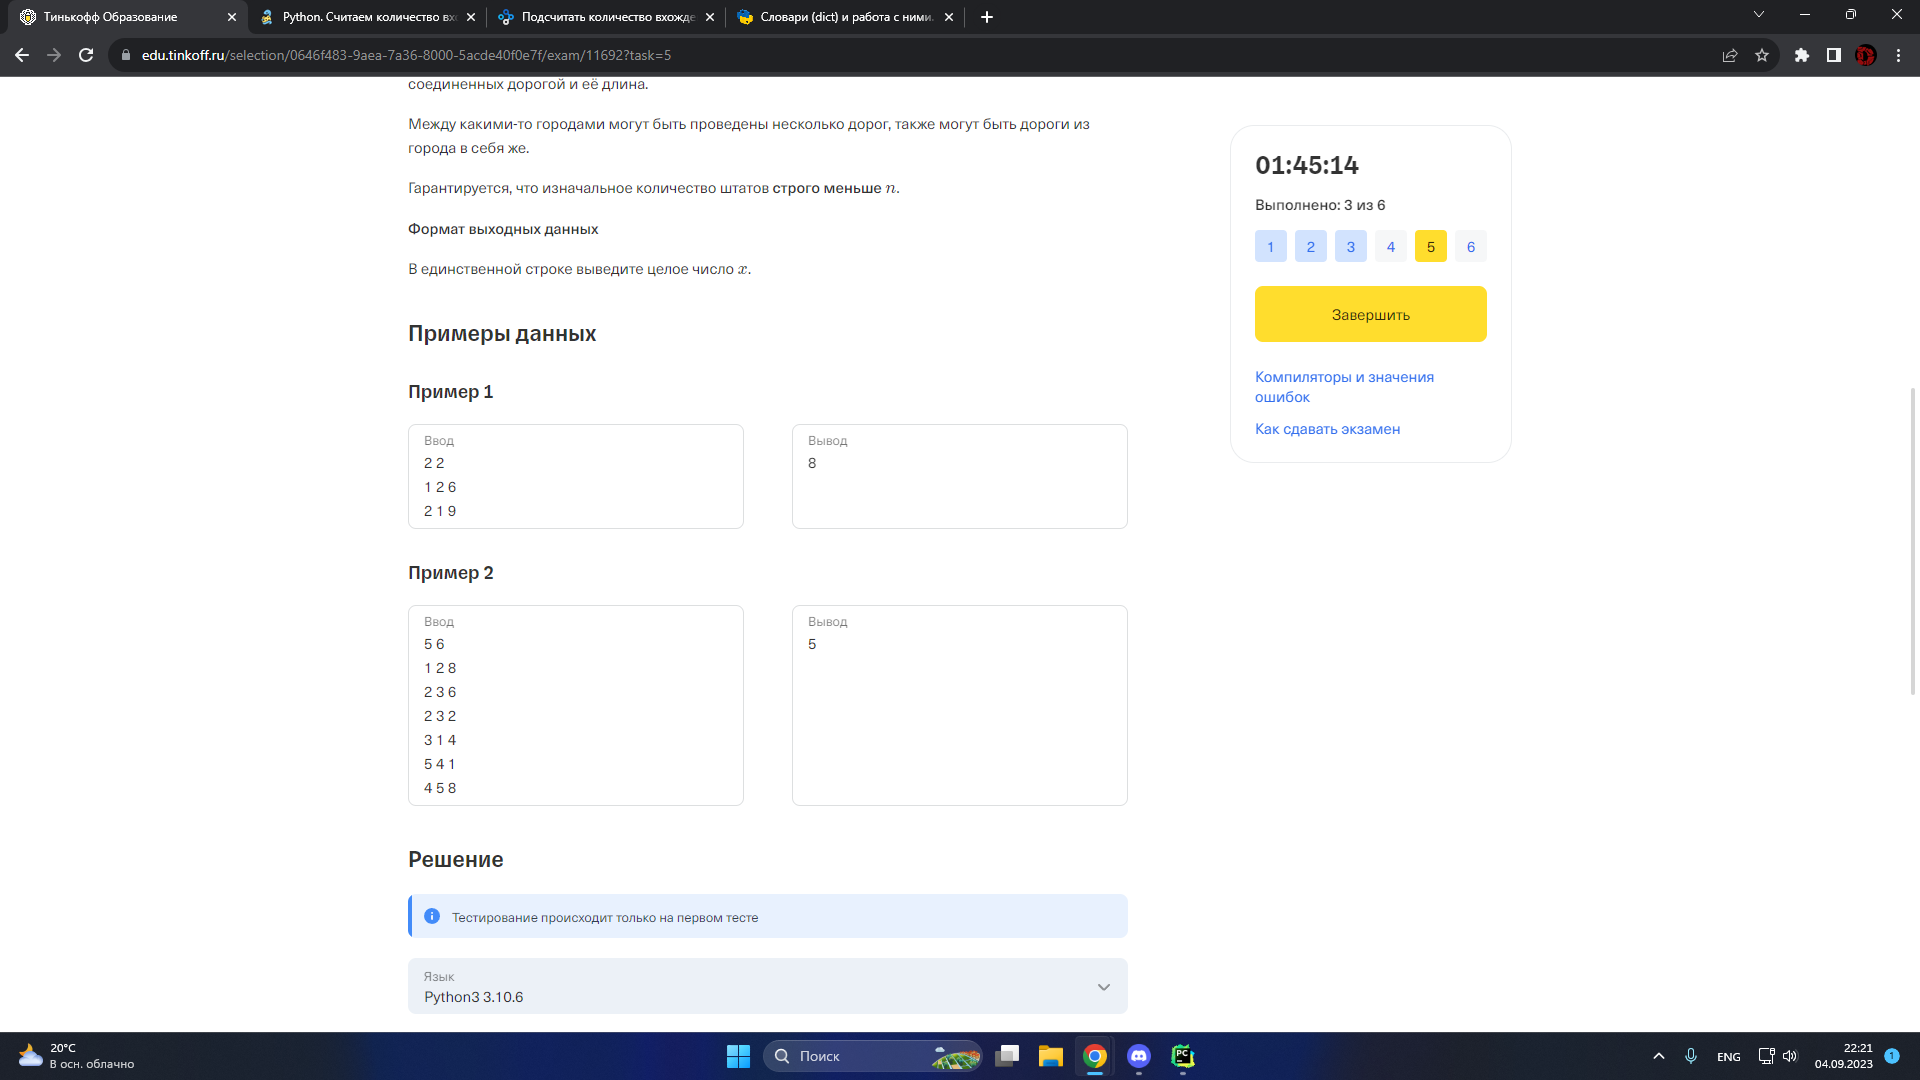 Тинькофф Образование
Python. Считаем количество вхо
Подсчитать количество вхожде
Словари (dict) и работа с ними.
edu.tinkoff.ru/selection/0646f483-9aea-7a36-8000-5acde40f0e7f/exam/11692?task=5
соединенных дорогой и её длина.
Между какими-то городами могут быть проведены несколько дорог, также могут быть дороги из
города в себя же.
Гарантируется, что изначальное количество штатов строго меньше n.
Формат выходных данных
В единственной строке выведите целое число x.
Примеры данных
Пример 1
Ввод
2 2
1 2 6
2 1 9
Вывод
8
Пример 2
Ввод
5 6
1 2 8
2 3 6
2 3 2
3 1 4
5 4 1
4 5 8
Вывод
5
Решение
Тестирование происходит только на первом тесте
Язык
Python3 3.10.6
01:45:14
Выполнено: 3 из 6
1 2 3 4 5 6
Завершить
Компиляторы и значения
ошибок
Как сдавать экзамен
20°C
В осн. облачно
Поиск
PC
ENG
22:21
04.09.2023
1